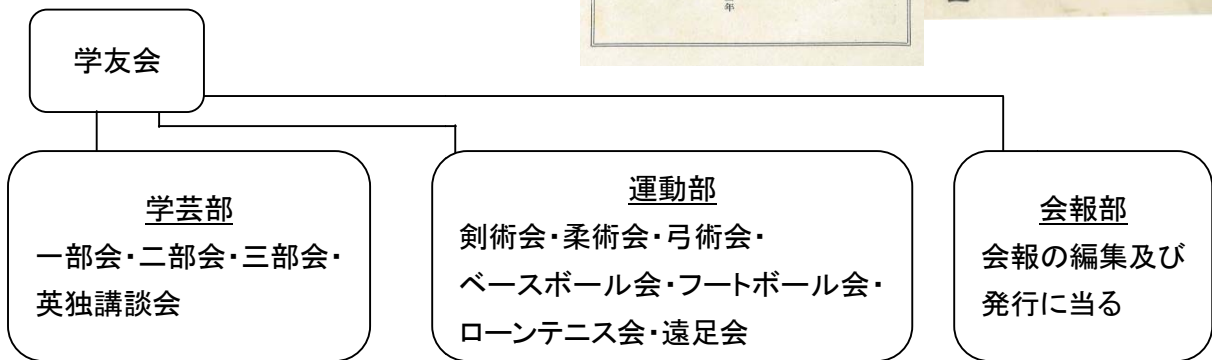 年
学友会
学芸部
一部会・二部会・三部会・
英独講談会
運動部
剣術会・柔術会・弓術会・
ベースボール会・フートボール会・
ローンテニス会・遠足会
会報部
会報の編集及び
発行に当る